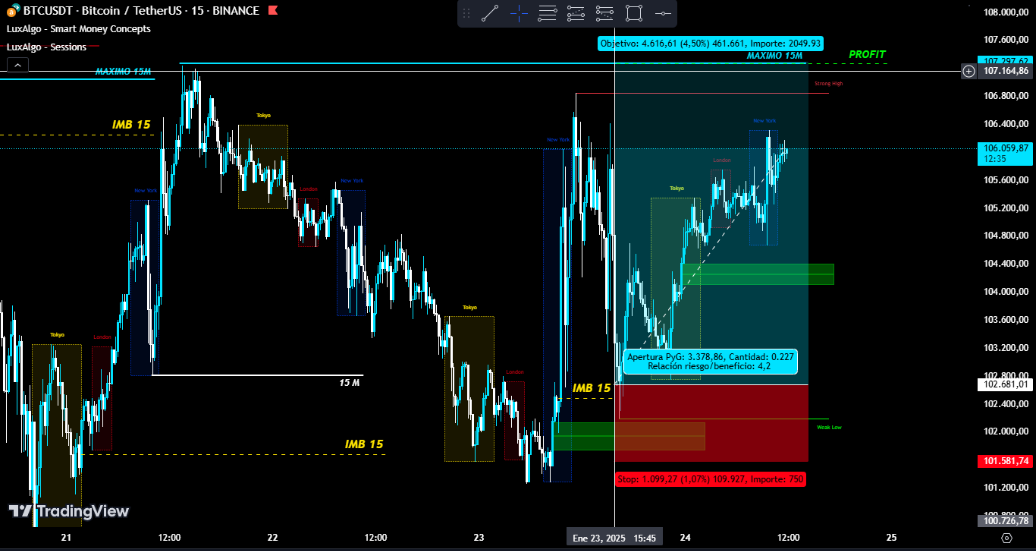 BTCUSDT · Bitcoin / TetherUS · 15 · BINANCE
LuxAlgo - Smart Money Concepts
LuxAlgo - Sessions
Objetivo: 4.616,61 (4,50%) 461.661, Importe: 2049.93
MAXIMO 15M
MAXIMO 15M
PROFIT
Strong High
IMB 15
Tokyo
New York
New York
London
New York
Tokyo
London
New York
Tokyo
London
Tokyo
London
New York
15 M
IMB 15
IMB 15
Apertura PyG: 3.378,86, Cantidad: 0.227
Relación riesgo/beneficio: 4,2
Weak Low
Stop: 1.099,27 (1,07%) 109.927, Importe: 750
TradingView
108.000,00
107.600,00
107.297,62
107.164,86
106.800,00
106.400,00
106.059,87
12:35
105.600,00
105.200,00
104.800,00
104.400,00
104.000,00
103.600,00
103.200,00
102.800,00
102.681,01
102.400,00
102.000,00
101.581,74
101.200,00
100.726,78
21
12:00
22
12:00
23
Ene 23, 2025 15:45
24
12:00
25